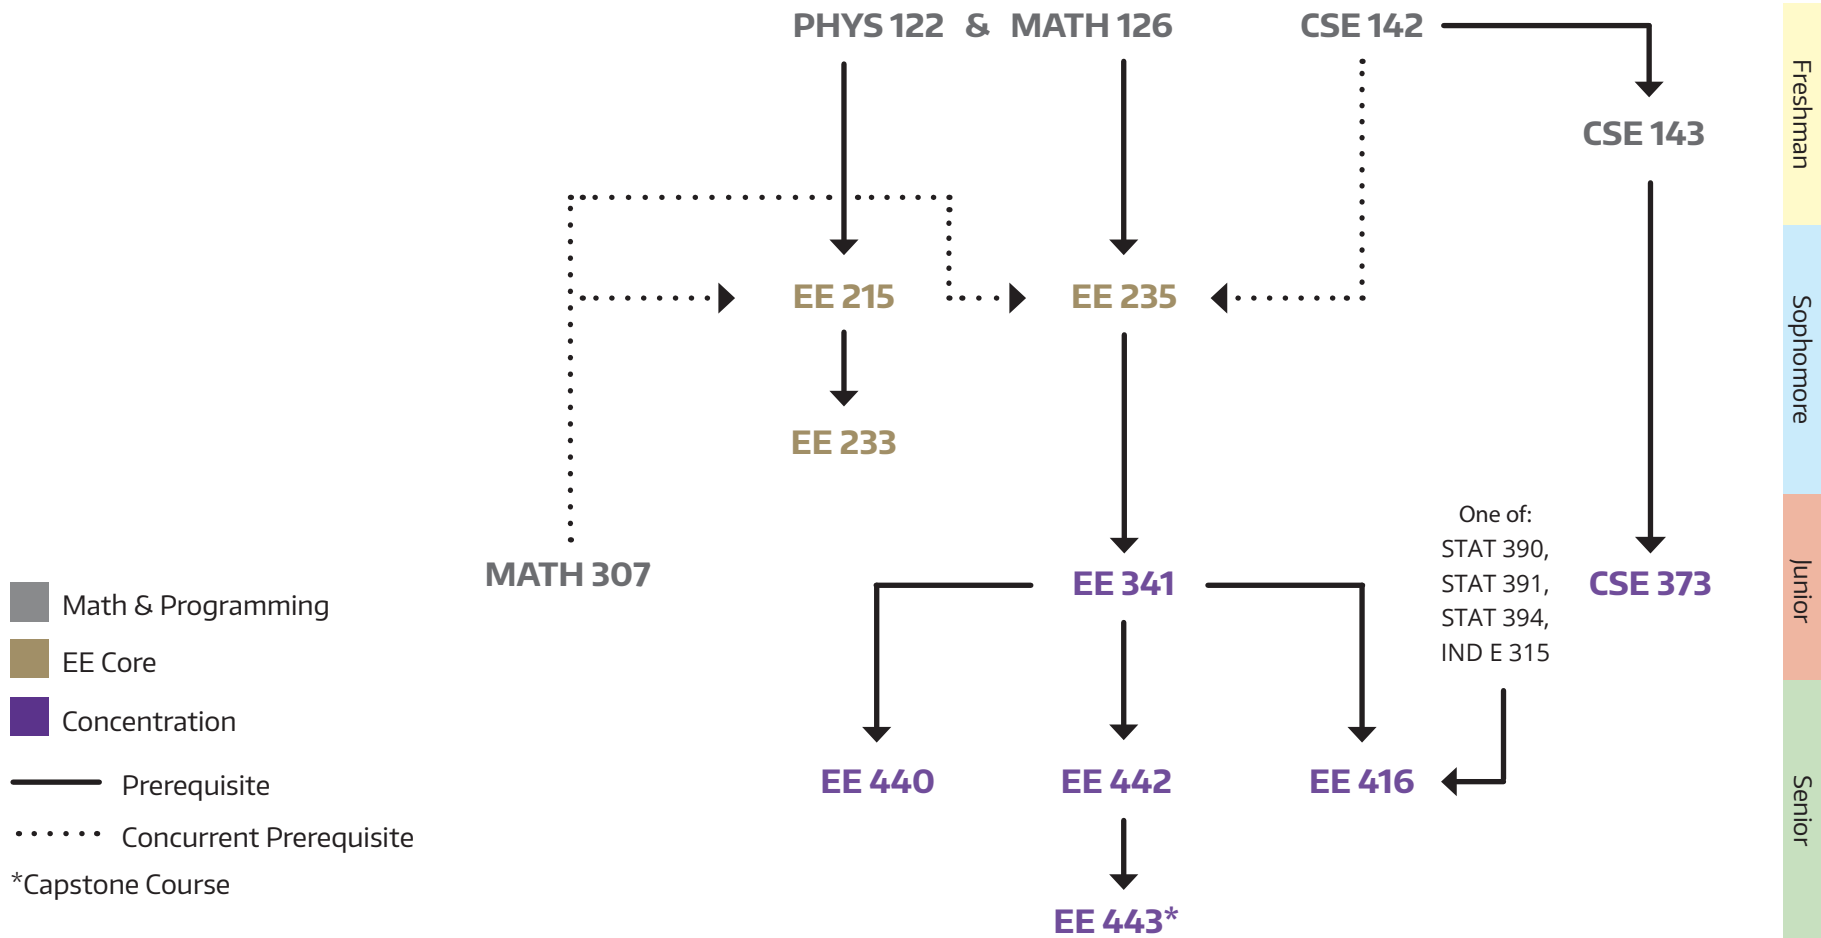 PHYS 122 & MATH 126
CSE 142
CSE 143
Freshman
EE 215
EE 235
Sophomore
EE 233
One of:
STAT 390,
STAT 391,
STAT 394,
IND E 315
MATH 307
EE 341
CSE 373
Junior
EE 440
EE 442
EE 416
Senior
EE 443*
Math & Programming
EE Core
Concentration
Prerequisite
Concurrent Prerequisite
*Capstone Course